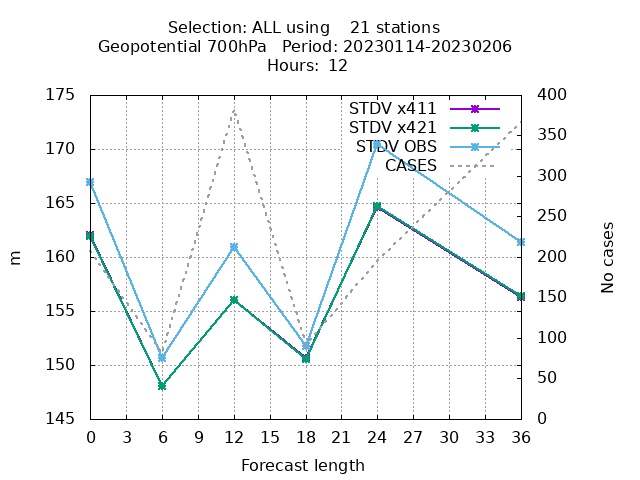 Selection: ALL using    21 stations
Geopotential 700hPa   Period: 20230114-20230206
Hours:  12
175
170
165
160
155
150
145
400
350
300
250
200
150
100
50
0
STDV x411
STDV x421
STDV OBS
CASES
m
No cases
0 3 6 9 12 15 18 21 24 27 30 33 36
Forecast length